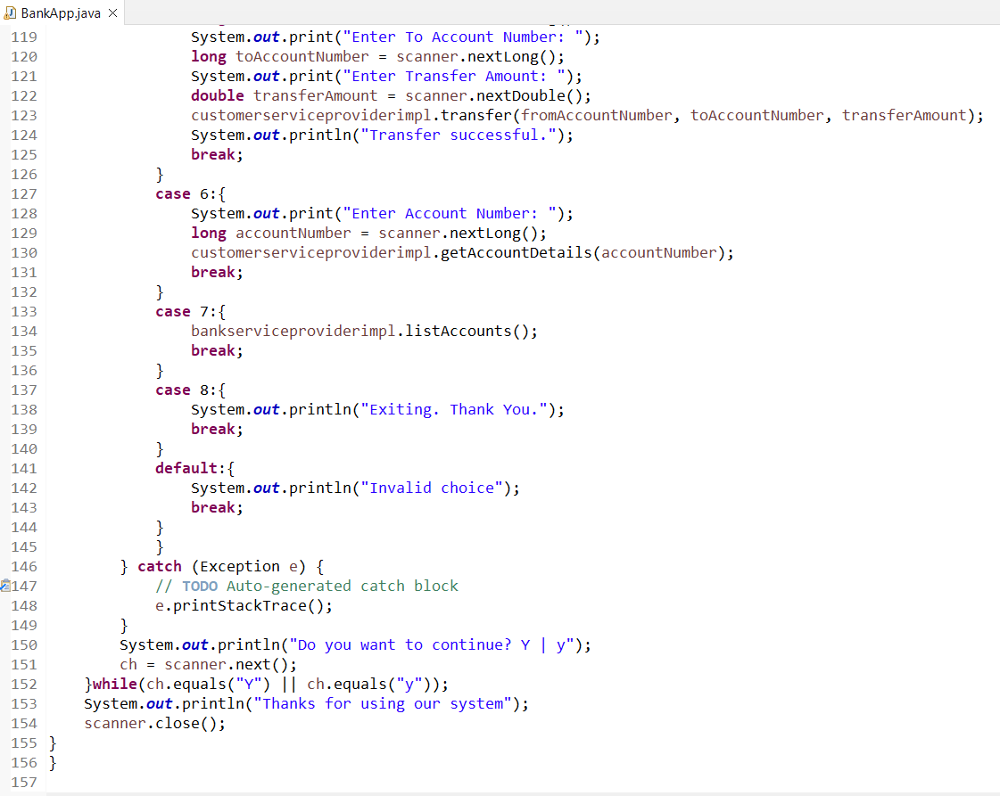 BankApp.java
119 System.out.print("Enter To Account Number: ");
120 long toAccountNumber = scanner.nextLong();
121 System.out.print("Enter Transfer Amount: ");
122 double transferAmount = scanner.nextDouble();
123 customerserviceproviderimpl.transfer(fromAccountNumber, toAccountNumber, transferAmount);
124 System.out.println("Transfer successful.");
125 break;
126 }
127 case 6:{
128 System.out.print("Enter Account Number: ");
129 long accountNumber = scanner.nextLong();
130 customerserviceproviderimpl.getAccountDetails(accountNumber);
131 break;
132 }
133 case 7:{
134 bankserviceproviderimpl.listAccounts();
135 break;
136 }
137 case 8:{
138 System.out.println("Exiting. Thank You.");
139 break;
140 }
141 default:{
142 System.out.println("Invalid choice");
143 break;
144 }
145 }
146 } catch (Exception e) {
147 // TODO Auto-generated catch block
148 e.printStackTrace();
149 }
150 System.out.println("Do you want to continue? Y | y");
151 ch = scanner.next();
152 }while(ch.equals("Y") || ch.equals("y"));
153 System.out.println("Thanks for using our system");
154 scanner.close();
155 }
156 }
157